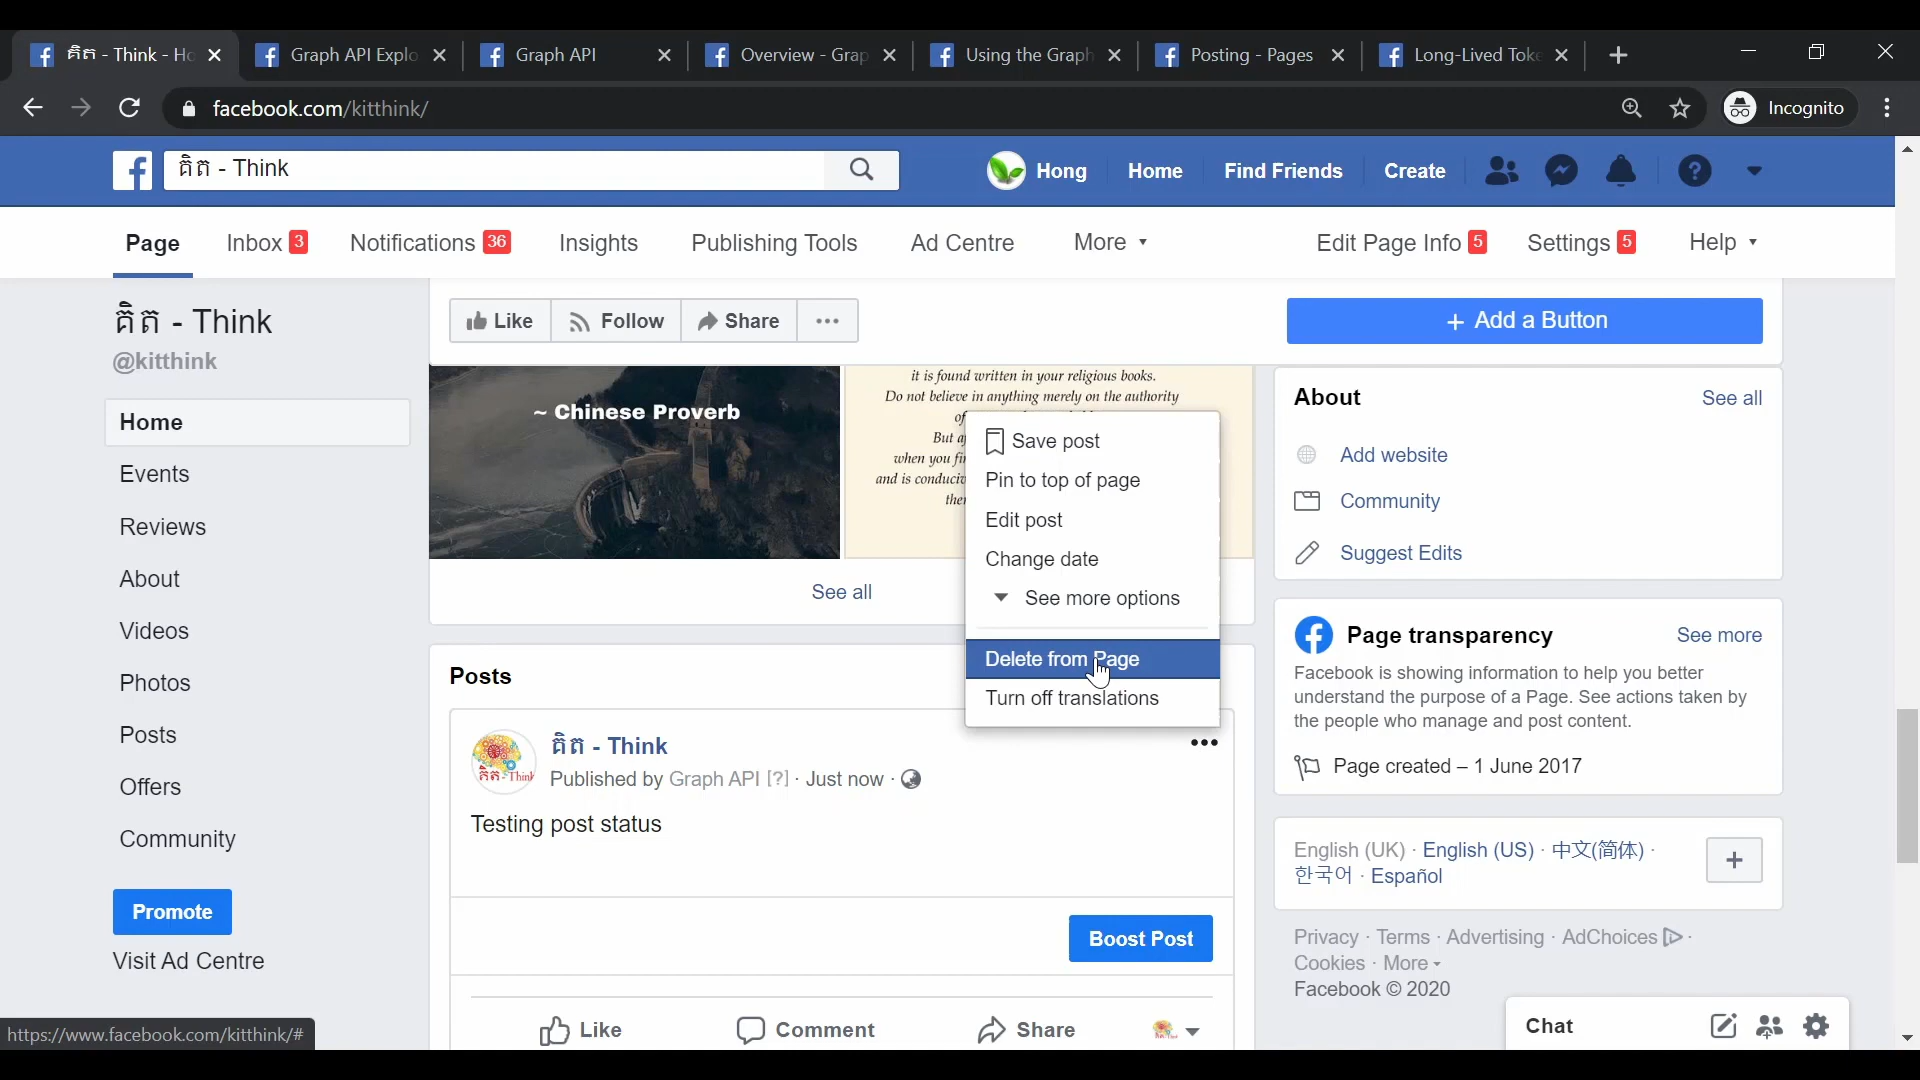 គិត - Think - Ho
Graph API Explo
Graph API
Overview - Grap
Using the Graph
Posting - Pages
Long-Lived Toke
facebook.com/kitthink/
Incognito
គិត - Think
Hong
Home
Find Friends
Create
Page
Inbox 3
Notifications 36
Insights
Publishing Tools
Ad Centre
More
Edit Page Info 5
Settings 5
Help
គិត - Think
@kitthink
Home
Events
Reviews
About
Videos
Photos
Posts
Offers
Community
Promote
Visit Ad Centre
Like
Follow
Share
+ Add a Button
~ Chinese Proverb
it is found written in your religious books.
Do not believe in anything merely on the authority
But
when you
and is
Save post
Pin to top of page
Edit post
Change date
See more options
Delete from Page
Turn off translations
See all
Posts
គិត - Think
Published by Graph API [?] · Just now ·
គិត - Think
Testing post status
Boost Post
Like
Comment
Share
About
See all
Add website
Community
Suggest Edits
Page transparency
See more
Facebook is showing information to help you better
understand the purpose of a Page. See actions taken by
the people who manage and post content.
Page created – 1 June 2017
English (UK) · English (US) · 中文(简体) ·
한국어 · Español
+
Privacy · Terms · Advertising · AdChoices ·
Cookies · More
Facebook © 2020
Chat
https://www.facebook.com/kitthink/#